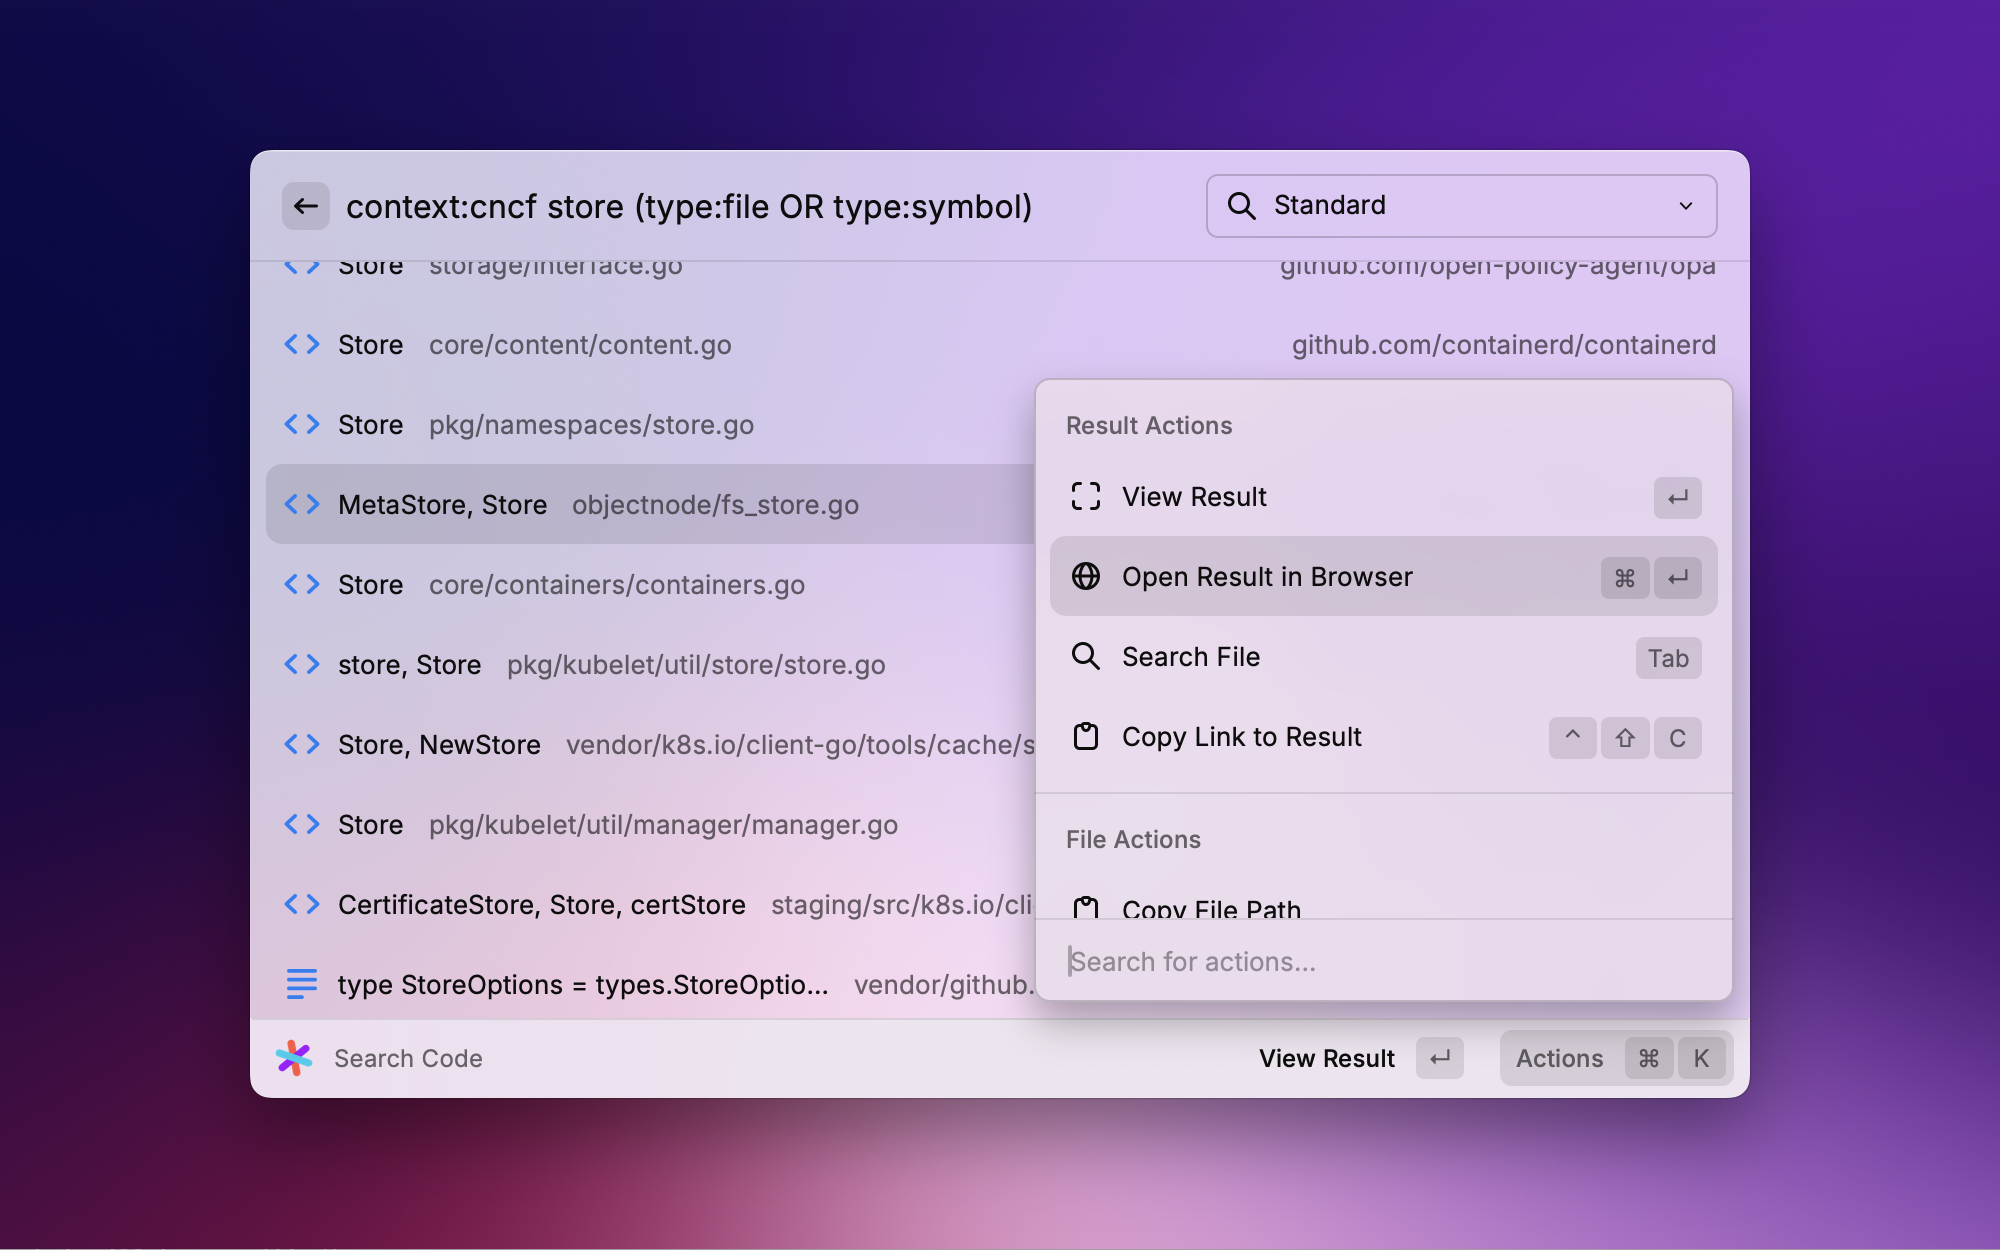 context:cncf store (type:file OR type:symbol)
Standard
Store storage/interface.go github.com/open-policy-agent/opa
Store core/content/content.go github.com/containerd/containerd
Store pkg/namespaces/store.go
MetaStore, Store objectnode/fs_store.go
Store core/containers/containers.go
store, Store pkg/kubelet/util/store/store.go
Store, NewStore vendor/k8s.io/client-go/tools/cache/s
Store pkg/kubelet/util/manager/manager.go
CertificateStore, Store, certStore staging/src/k8s.io/cli
type StoreOptions = types.StoreOptio... vendor/github.
Result Actions
View Result ↵
Open Result in Browser ⌘ ↵
Search File Tab
Copy Link to Result ^ ⇧ C
File Actions
Copy File Path
Search for actions...
Search Code
View Result ↵
Actions ⌘ K